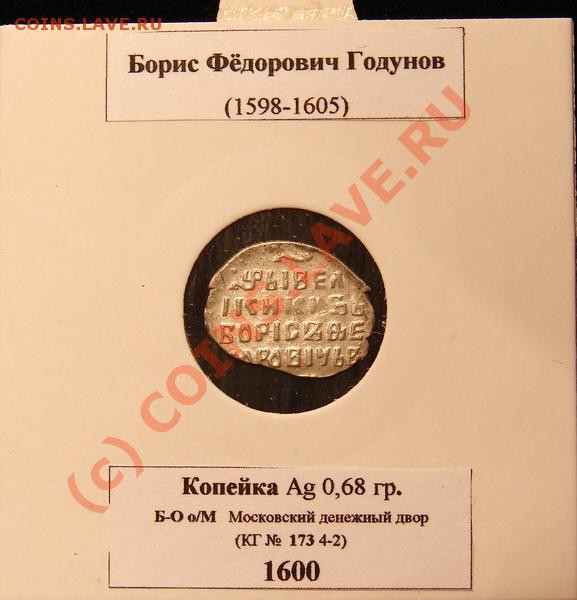 COINS.LAVE.RU
Борис Фёдорович Годунов
(1598-1605)
(c) COINS.LAVE.RU
БОРІС
Копейка Ag 0,68 гр.
Б-О о/М Московский денежный двор
(КГ № 173 4-2)
1600